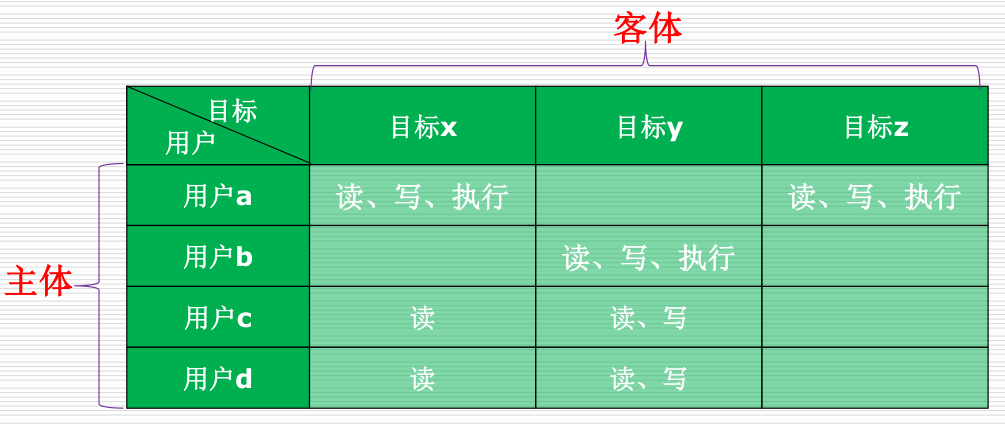 客体
目标
用户
目标x
目标y
目标z
用户a
读、写、执行
读、写、执行
用户b
读、写、执行
主体
用户c
读
读、写
用户d
读
读、写